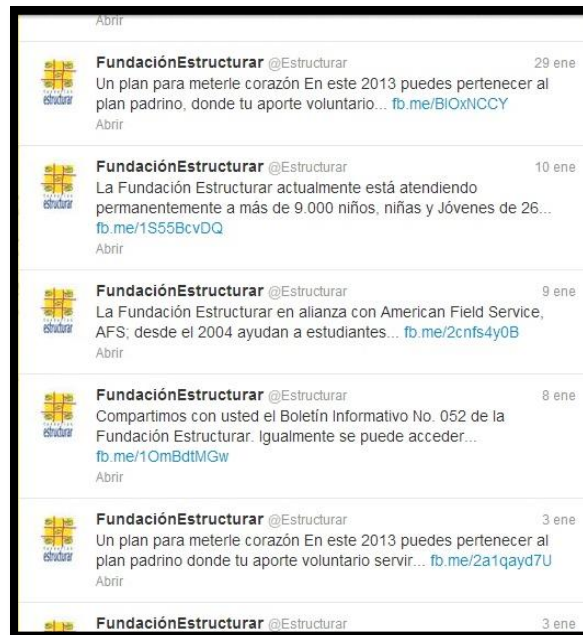 Abrir
FundaciónEstructurar @Estructurar 29 ene
Un plan para meterle corazón En este 2013 puedes pertenecer al
plan padrino, donde tu aporte voluntario... fb.me/BlOxNCCY
Abrir
estructurar
FundaciónEstructurar @Estructurar 10 ene
La Fundación Estructurar actualmente está atendiendo
permanentemente a más de 9.000 niños, niñas y Jóvenes de 26...
fb.me/1S55BcvDQ
Abrir
estructurar
FundaciónEstructurar @Estructurar 9 ene
La Fundación Estructurar en alianza con American Field Service,
AFS; desde el 2004 ayudan a estudiantes... fb.me/2cnfs4y0B
Abrir
estructurar
FundaciónEstructurar @Estructurar 8 ene
Compartimos con usted el Boletín Informativo No. 052 de la
Fundación Estructurar. Igualmente se puede acceder...
fb.me/1OmBdtMGw
Abrir
estructurar
FundaciónEstructurar @Estructurar 3 ene
Un plan para meterle corazón En este 2013 puedes pertenecer al
plan padrino donde tu aporte voluntario servir... fb.me/2a1qayd7U
Abrir
estructurar
FundaciónEstructurar @Estructurar 3 ene